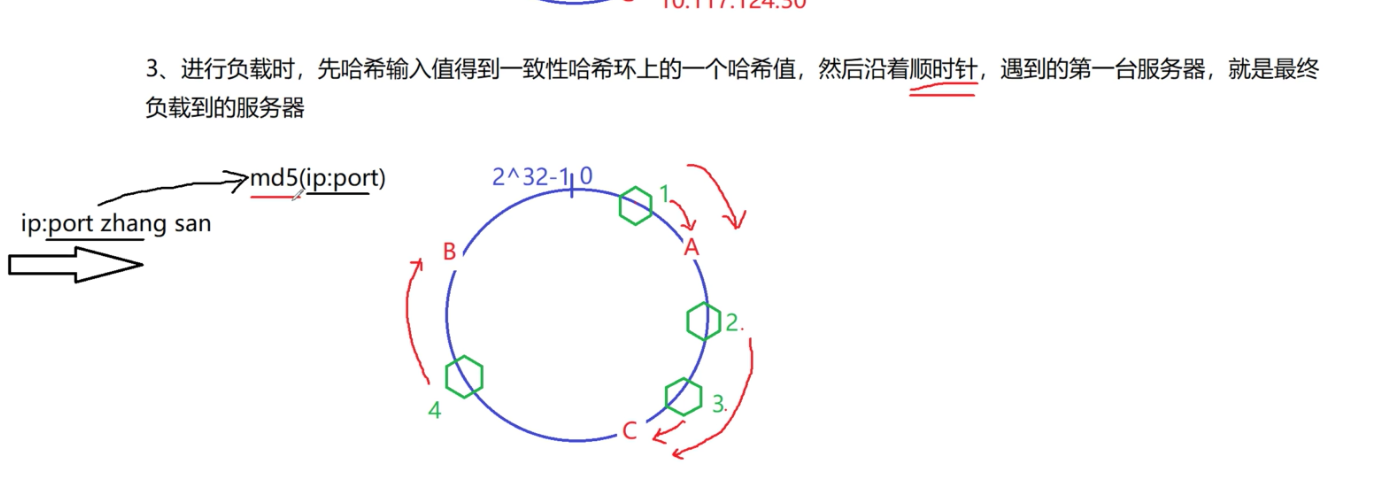 10.117.124.50
3、进行负载时，先哈希输入值得到一致性哈希环上的一个哈希值，然后沿着顺时针，遇到的第一台服务器，就是最终
负载到的服务器
md5(ip:port)
2^32-1 0
1.
ip:port zhang san
A
B
2.
3.
4
C